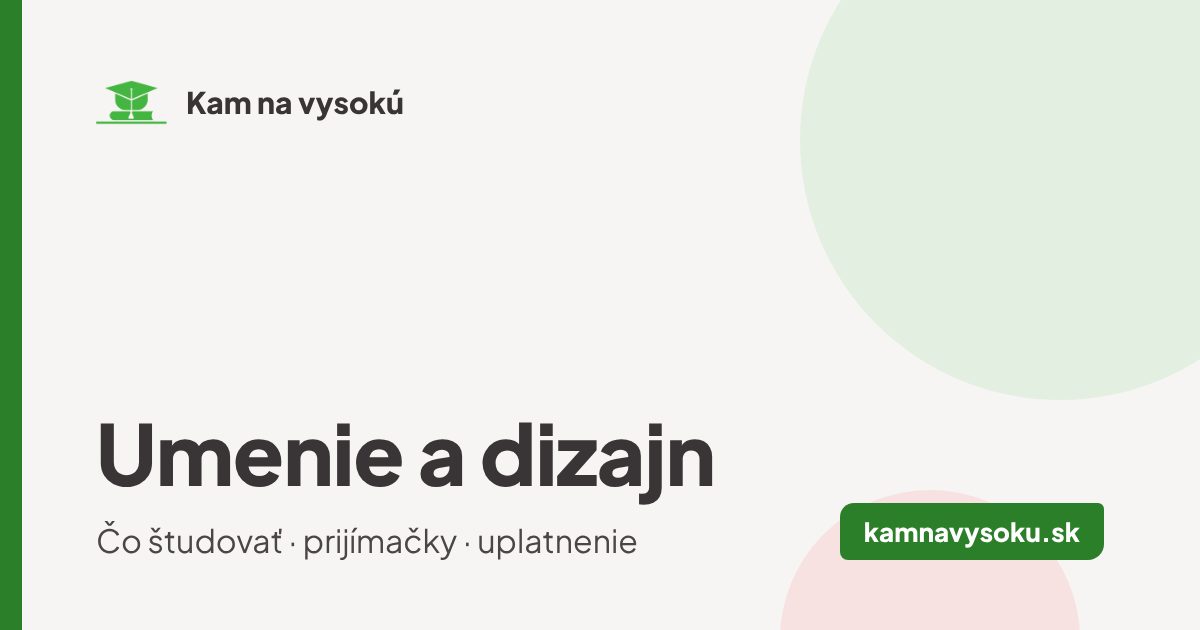 Kam na vysokú
Umenie a dizajn
Čo študovať · prijímačky · uplatnenie
kamnavysoku.sk